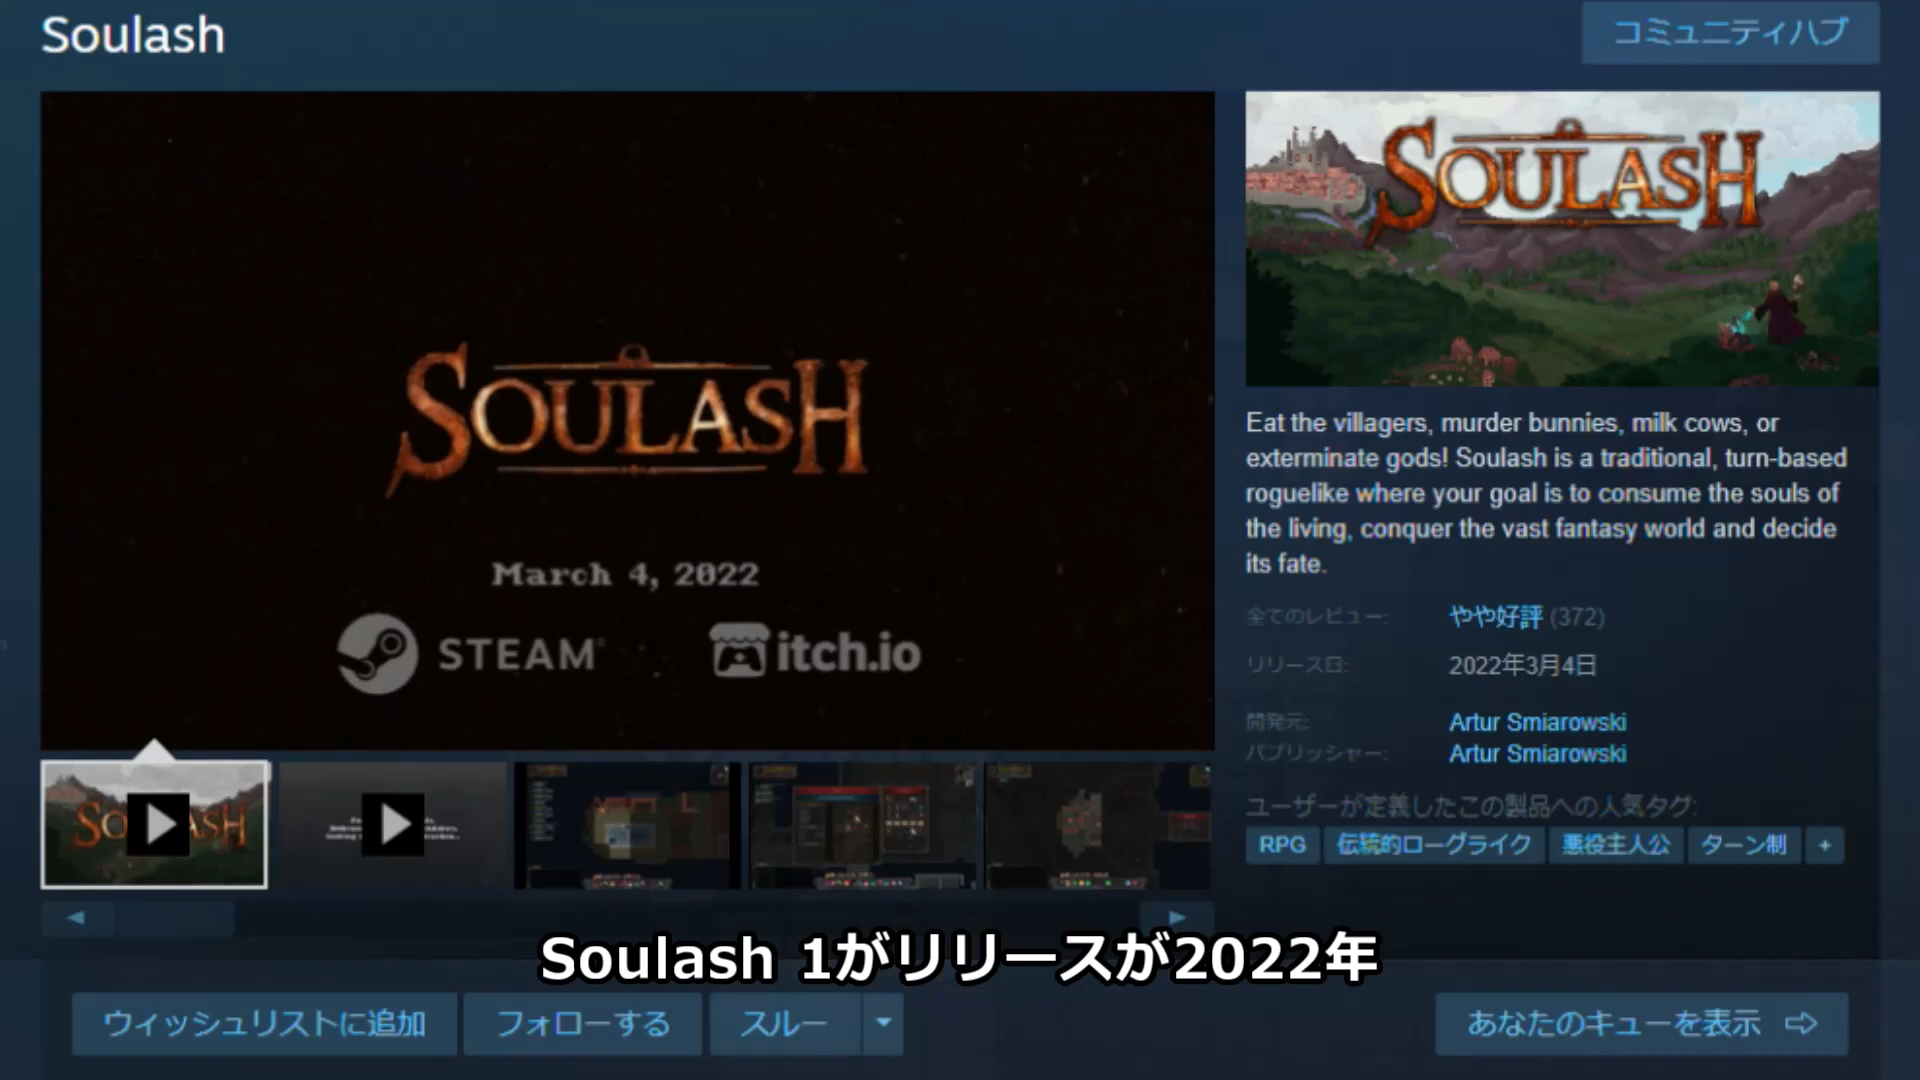 Soulash
コミュニティハブ
SOULASH
March 4, 2022
STEAM
itch.io
SOULASH
Eat the villagers, murder bunnies, milk cows, or
exterminate gods! Soulash is a traditional, turn-based
roguelike where your goal is to consume the souls of
the living, conquer the vast fantasy world and decide
its fate.
全てのレビュー: やや好評 (372)
リリース日: 2022年3月4日
開発元: Artur Smiarowski
パブリッシャー: Artur Smiarowski
ユーザーが定義したこの製品への人気タグ:
RPG 伝統的ローグライク 悪役主人公 ターン制 +
Soulash 1がリリースが2022年
ウィッシュリストに追加 フォローする スルー あなたのキューを表示